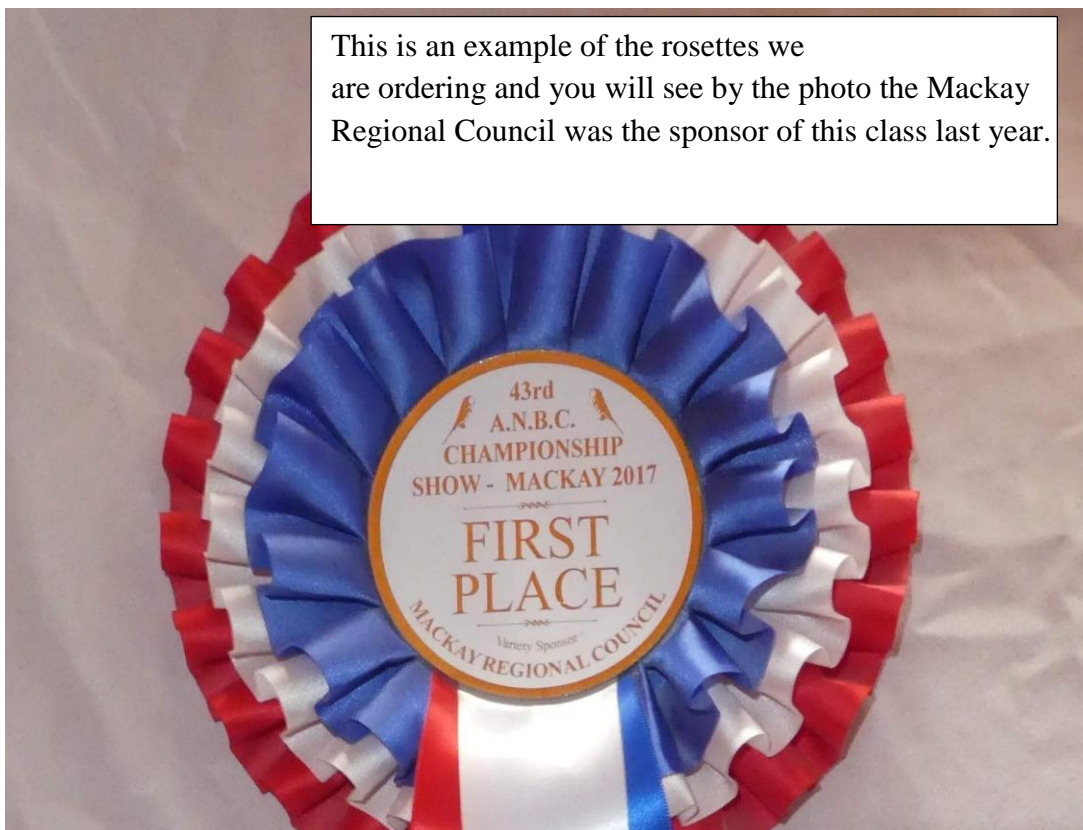 This is an example of the rosettes we
are ordering and you will see by the photo the Mackay
Regional Council was the sponsor of this class last year.
43rd
A.N.B.C.
CHAMPIONSHIP
SHOW - MACKAY 2017
FIRST
PLACE
Variety Sponsor
MACKAY REGIONAL COUNCIL